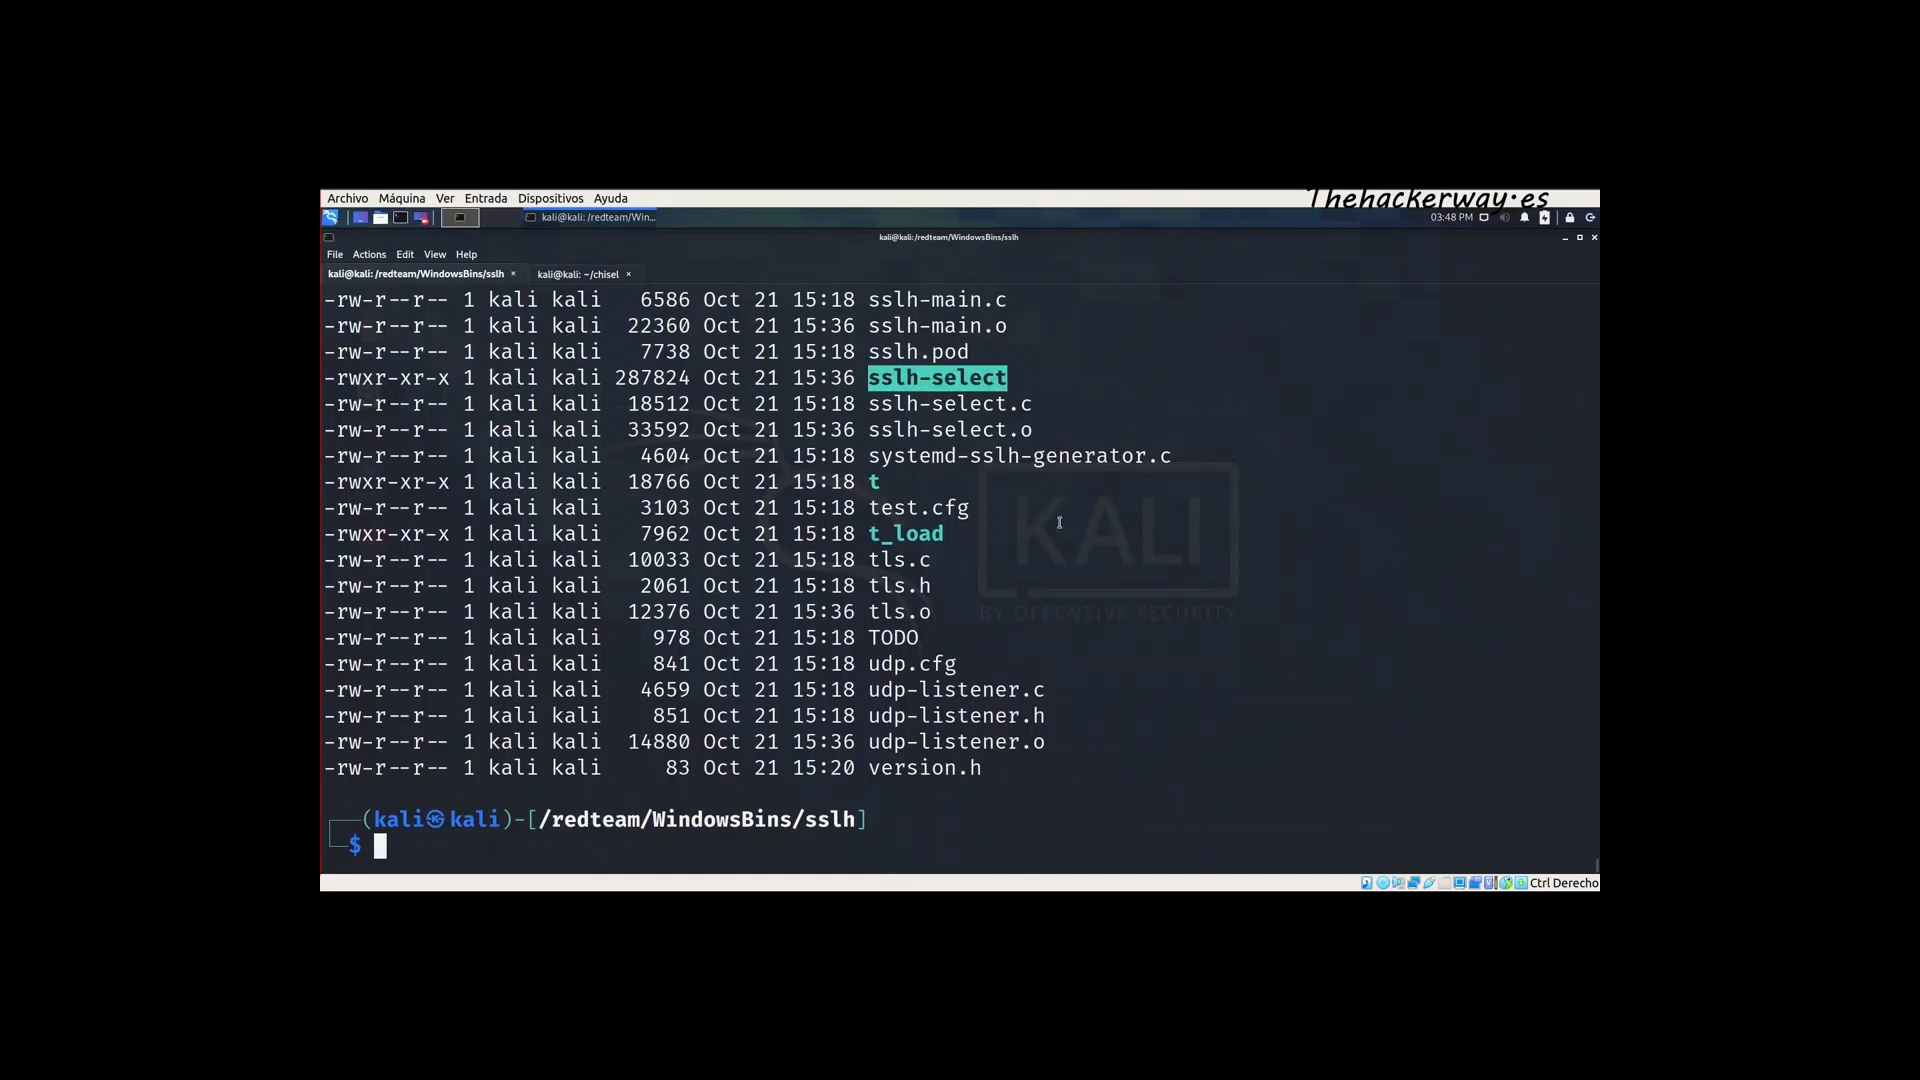 Thehackerway.es
Archivo Máquina Ver Entrada Dispositivos Ayuda
kali@kali: /redteam/Win... 03:48 PM
kali@kali: /redteam/WindowsBins/sslh
File Actions Edit View Help
kali@kali: /redteam/WindowsBins/sslh × kali@kali: ~/chisel ×
-rw-r--r-- 1 kali kali 6586 Oct 21 15:18 sslh-main.c
-rw-r--r-- 1 kali kali 22360 Oct 21 15:36 sslh-main.o
-rw-r--r-- 1 kali kali 7738 Oct 21 15:18 sslh.pod
-rwxr-xr-x 1 kali kali 287824 Oct 21 15:36 sslh-select
-rw-r--r-- 1 kali kali 18512 Oct 21 15:18 sslh-select.c
-rw-r--r-- 1 kali kali 33592 Oct 21 15:36 sslh-select.o
-rw-r--r-- 1 kali kali 4604 Oct 21 15:18 systemd-sslh-generator.c
-rwxr-xr-x 1 kali kali 18766 Oct 21 15:18 t
-rw-r--r-- 1 kali kali 3103 Oct 21 15:18 test.cfg
-rwxr-xr-x 1 kali kali 7962 Oct 21 15:18 t_load
-rw-r--r-- 1 kali kali 10033 Oct 21 15:18 tls.c
-rw-r--r-- 1 kali kali 2061 Oct 21 15:18 tls.h
-rw-r--r-- 1 kali kali 12376 Oct 21 15:36 tls.o
-rw-r--r-- 1 kali kali 978 Oct 21 15:18 TODO
-rw-r--r-- 1 kali kali 841 Oct 21 15:18 udp.cfg
-rw-r--r-- 1 kali kali 4659 Oct 21 15:18 udp-listener.c
-rw-r--r-- 1 kali kali 851 Oct 21 15:18 udp-listener.h
-rw-r--r-- 1 kali kali 14880 Oct 21 15:36 udp-listener.o
-rw-r--r-- 1 kali kali 83 Oct 21 15:20 version.h
KALI
BY OFFENSIVE SECURITY
┌──(kali㉿kali)-[/redteam/WindowsBins/sslh]
└─$
Ctrl Derecho